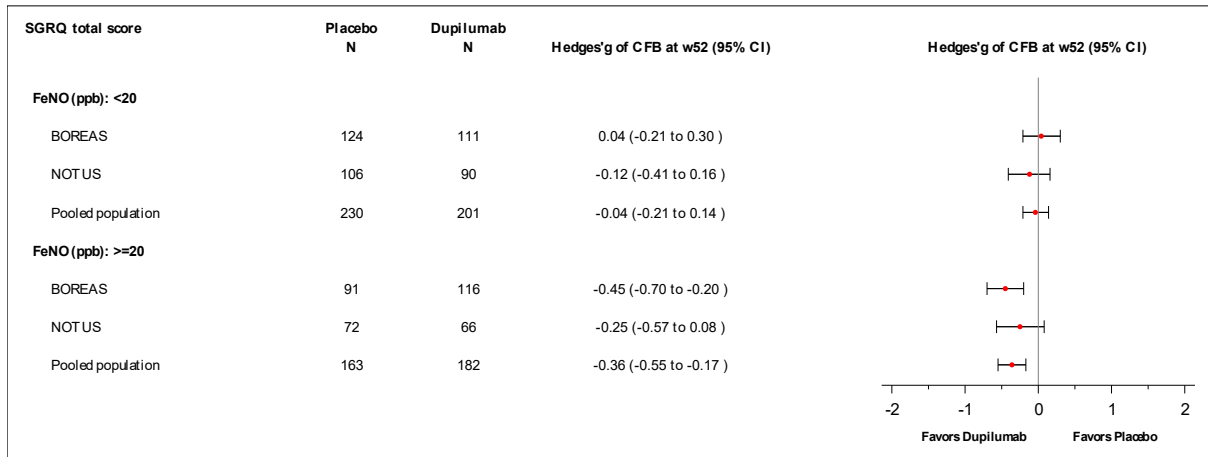 SGRQ total score Placebo Dupilumab
N N Hedges'g of CFB at w52 (95% CI) Hedges'g of CFB at w52 (95% CI)
FeNO (ppb): <20
BOREAS 124 111 0.04 (-0.21 to 0.30 )
NOTUS 106 90 -0.12 (-0.41 to 0.16 )
Pooled population 230 201 -0.04 (-0.21 to 0.14 )
FeNO (ppb): >=20
BOREAS 91 116 -0.45 (-0.70 to -0.20 )
NOTUS 72 66 -0.25 (-0.57 to 0.08 )
Pooled population 163 182 -0.36 (-0.55 to -0.17 )
-2 -1 0 1 2
Favors Dupilumab Favors Placebo